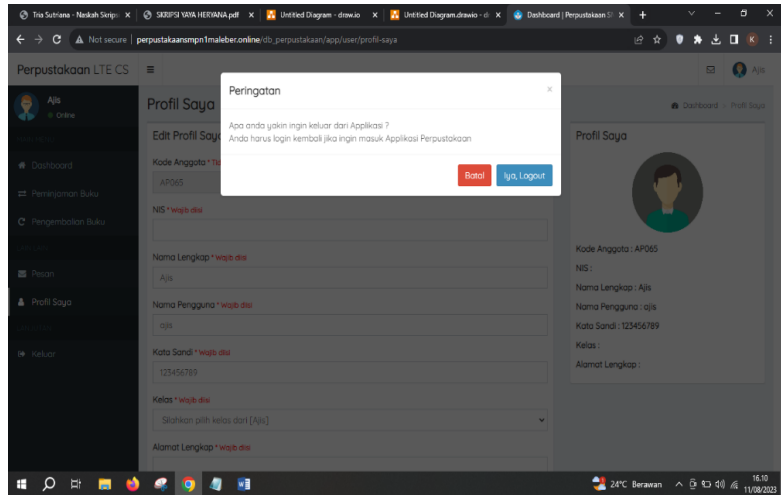 Tria Sutriana - Naskah Skrips
SKRIPSI YAYA HERYANA.pdf
Untitled Diagram - draw.io
Untitled Diagram.drawio - di
Dashboard | Perpustakaan S
Not secure | perpustakaansmpn1maleber.online/db_perpustakaan/app/user/profil-saya
K
Perpustakaan LTE CS
Ajis
Ajis
Online
Dashboard
Peminjaman Buku
Pengembalian Buku
Pesan
Profil Saya
Keluar
Profil Saya
Dashboard > Profil Saya
Peringatan
×
Apa anda yakin ingin keluar dari Applikasi ?
Anda harus login kembali jika ingin masuk Applikasi Perpustakaan
Batal
Iya, Logout
Edit Profil Saya
Kode Anggota *
AP065
NIS * Wajib diisi
Nama Lengkap * Wajib diisi
Ajis
Nama Pengguna * Wajib diisi
ajis
Kata Sandi * Wajib diisi
123456789
Kelas * Wajib diisi
Silahkan pilih kelas dari [Ajis]
Alamat Lengkap * Wajib diisi
Profil Saya
Kode Anggota : AP065
NIS :
Nama Lengkap : Ajis
Nama Pengguna : ajis
Kata Sandi : 123456789
Kelas :
Alamat Lengkap :
24°C Berawan
16.10
11/08/2023